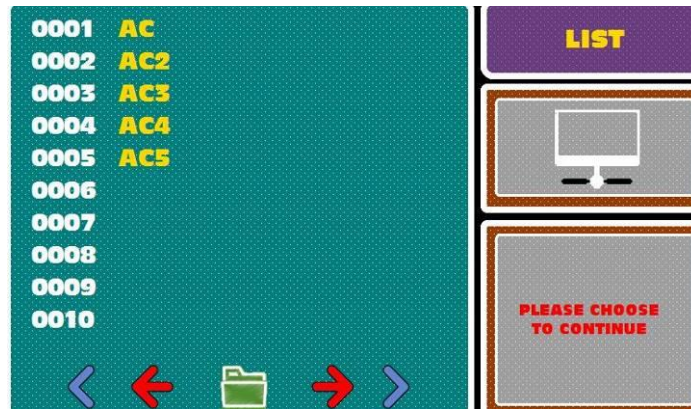 0001 AC
0002 AC2
0003 AC3
0004 AC4
0005 AC5
0006
0007
0008
0009
0010
LIST
PLEASE CHOOSE
TO CONTINUE